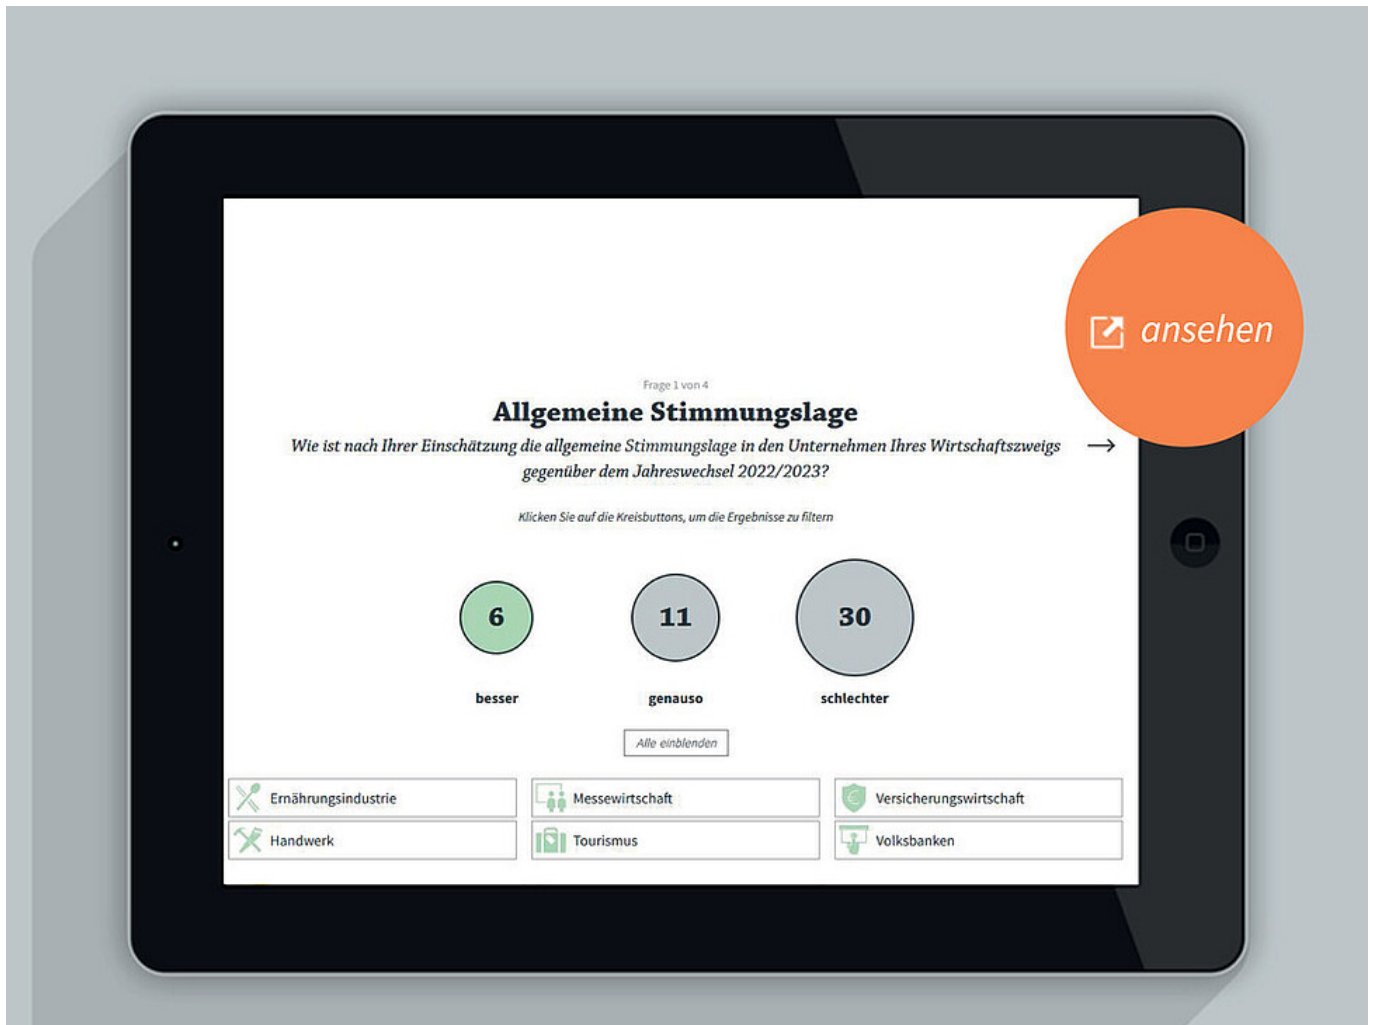 ansehen
Frage 1 von 4
Allgemeine Stimmungslage
Wie ist nach Ihrer Einschätzung die allgemeine Stimmungslage in den Unternehmen Ihres Wirtschaftszweigs
gegenüber dem Jahreswechsel 2022/2023?
Klicken Sie auf die Kreisbuttons, um die Ergebnisse zu filtern
6 11 30
besser genauso schlechter
Alle einblenden
Ernährungsindustrie Messewirtschaft Versicherungswirtschaft
Handwerk Tourismus Volksbanken